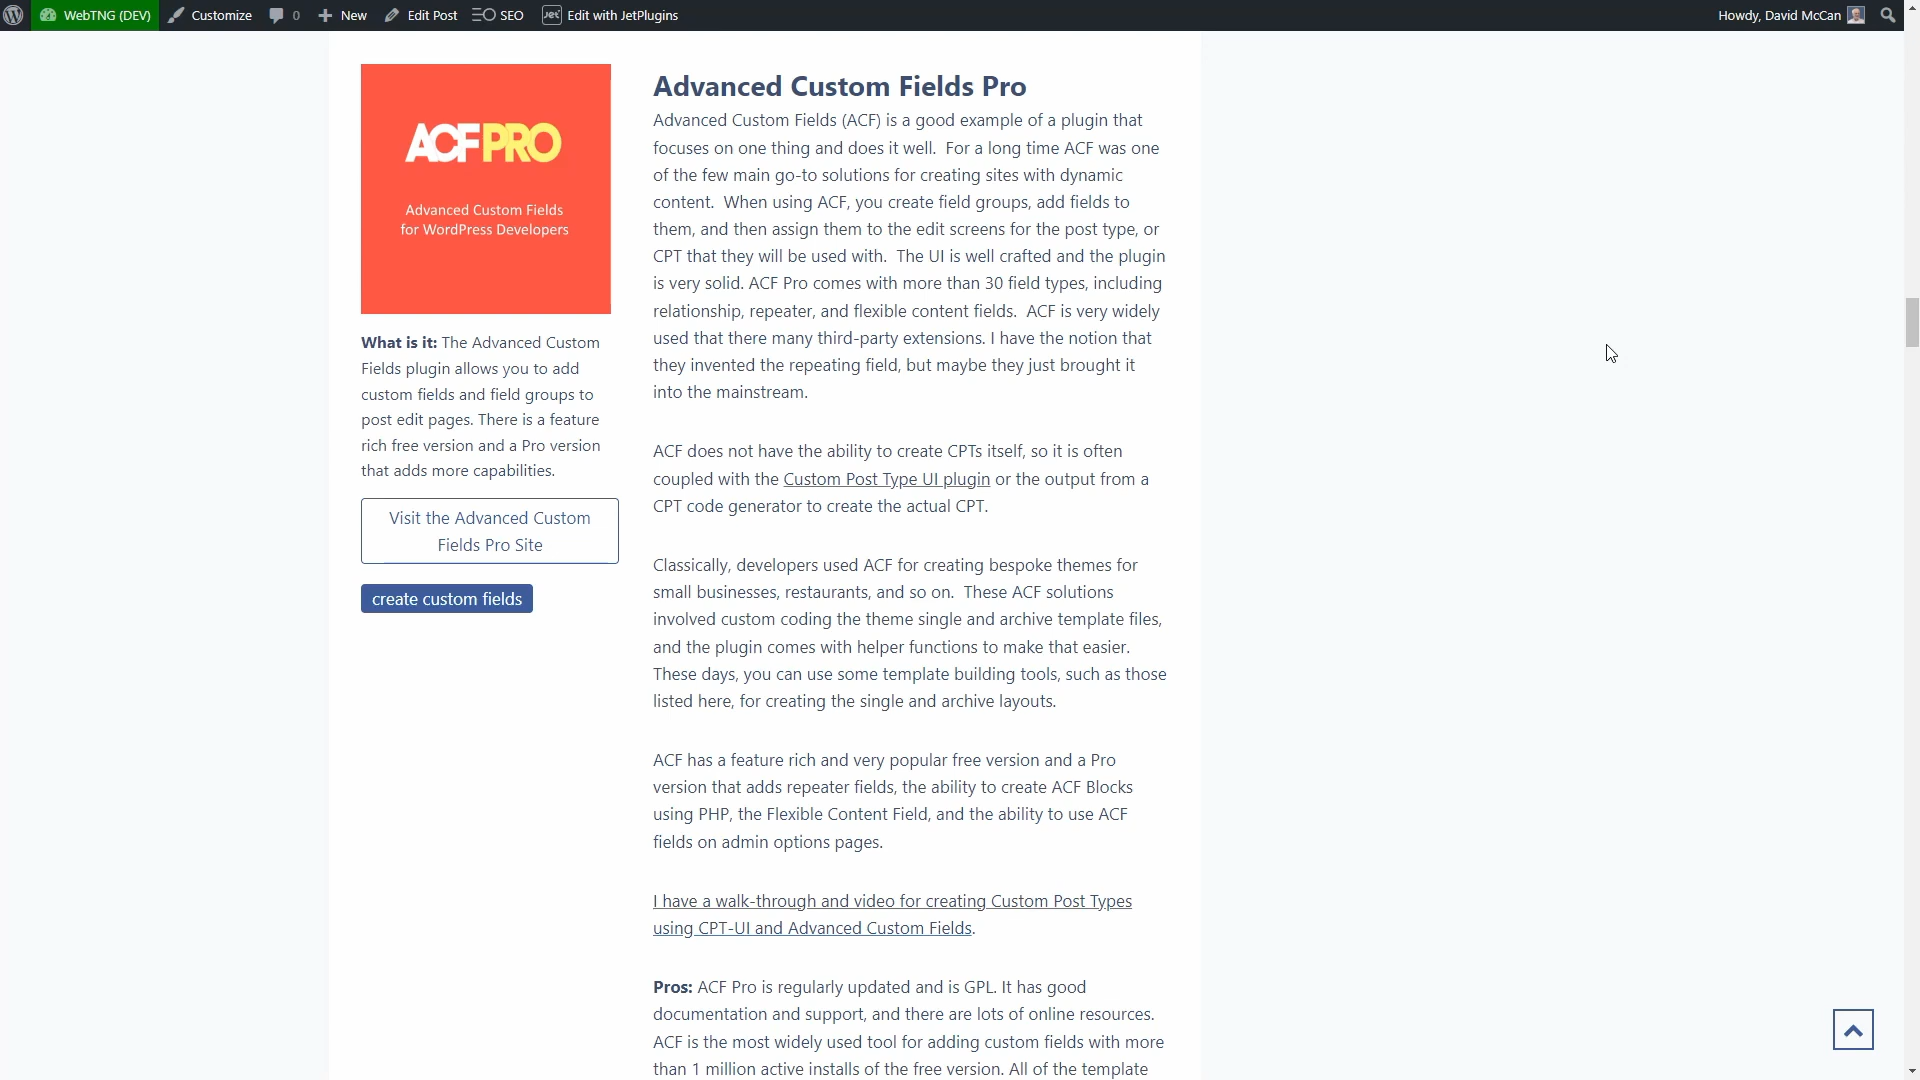 WebTNG (DEV) Customize 0 New Edit Post SEO Jet Edit with JetPlugins Howdy, David McCan
ACFPRO
Advanced Custom Fields
for WordPress Developers
What is it: The Advanced Custom
Fields plugin allows you to add
custom fields and field groups to
post edit pages. There is a feature
rich free version and a Pro version
that adds more capabilities.
Visit the Advanced Custom
Fields Pro Site
create custom fields
Advanced Custom Fields Pro
Advanced Custom Fields (ACF) is a good example of a plugin that
focuses on one thing and does it well. For a long time ACF was one
of the few main go-to solutions for creating sites with dynamic
content. When using ACF, you create field groups, add fields to
them, and then assign them to the edit screens for the post type, or
CPT that they will be used with. The UI is well crafted and the plugin
is very solid. ACF Pro comes with more than 30 field types, including
relationship, repeater, and flexible content fields. ACF is very widely
used that there many third-party extensions. I have the notion that
they invented the repeating field, but maybe they just brought it
into the mainstream.
ACF does not have the ability to create CPTs itself, so it is often
coupled with the Custom Post Type UI plugin or the output from a
CPT code generator to create the actual CPT.
Classically, developers used ACF for creating bespoke themes for
small businesses, restaurants, and so on. These ACF solutions
involved custom coding the theme single and archive template files,
and the plugin comes with helper functions to make that easier.
These days, you can use some template building tools, such as those
listed here, for creating the single and archive layouts.
ACF has a feature rich and very popular free version and a Pro
version that adds repeater fields, the ability to create ACF Blocks
using PHP, the Flexible Content Field, and the ability to use ACF
fields on admin options pages.
I have a walk-through and video for creating Custom Post Types
using CPT-UI and Advanced Custom Fields.
Pros: ACF Pro is regularly updated and is GPL. It has good
documentation and support, and there are lots of online resources.
ACF is the most widely used tool for adding custom fields with more
than 1 million active installs of the free version. All of the template